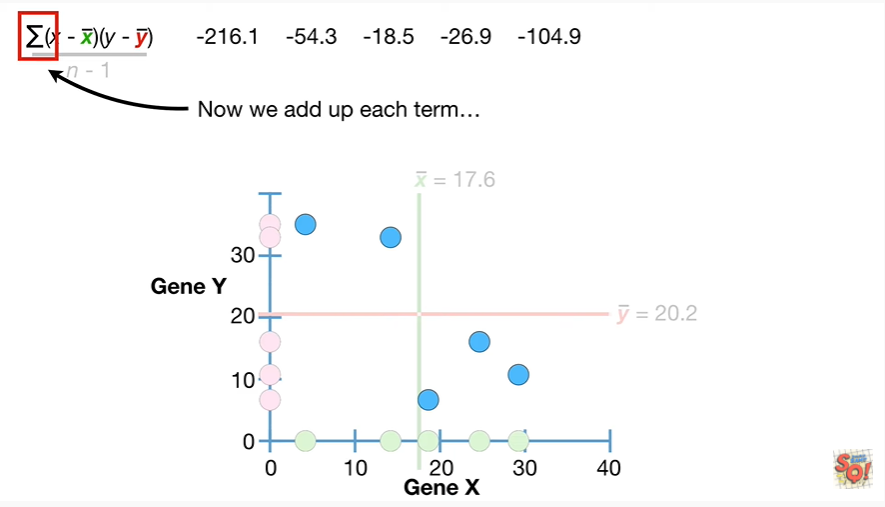 ∑(x - x̅)(y - y̅) -216.1 -54.3 -18.5 -26.9 -104.9
n - 1
Now we add up each term…
x̅ = 17.6
30
Gene Y
y̅ = 20.2
20
10
0
0 10 20 30 40
Gene X
SQ!